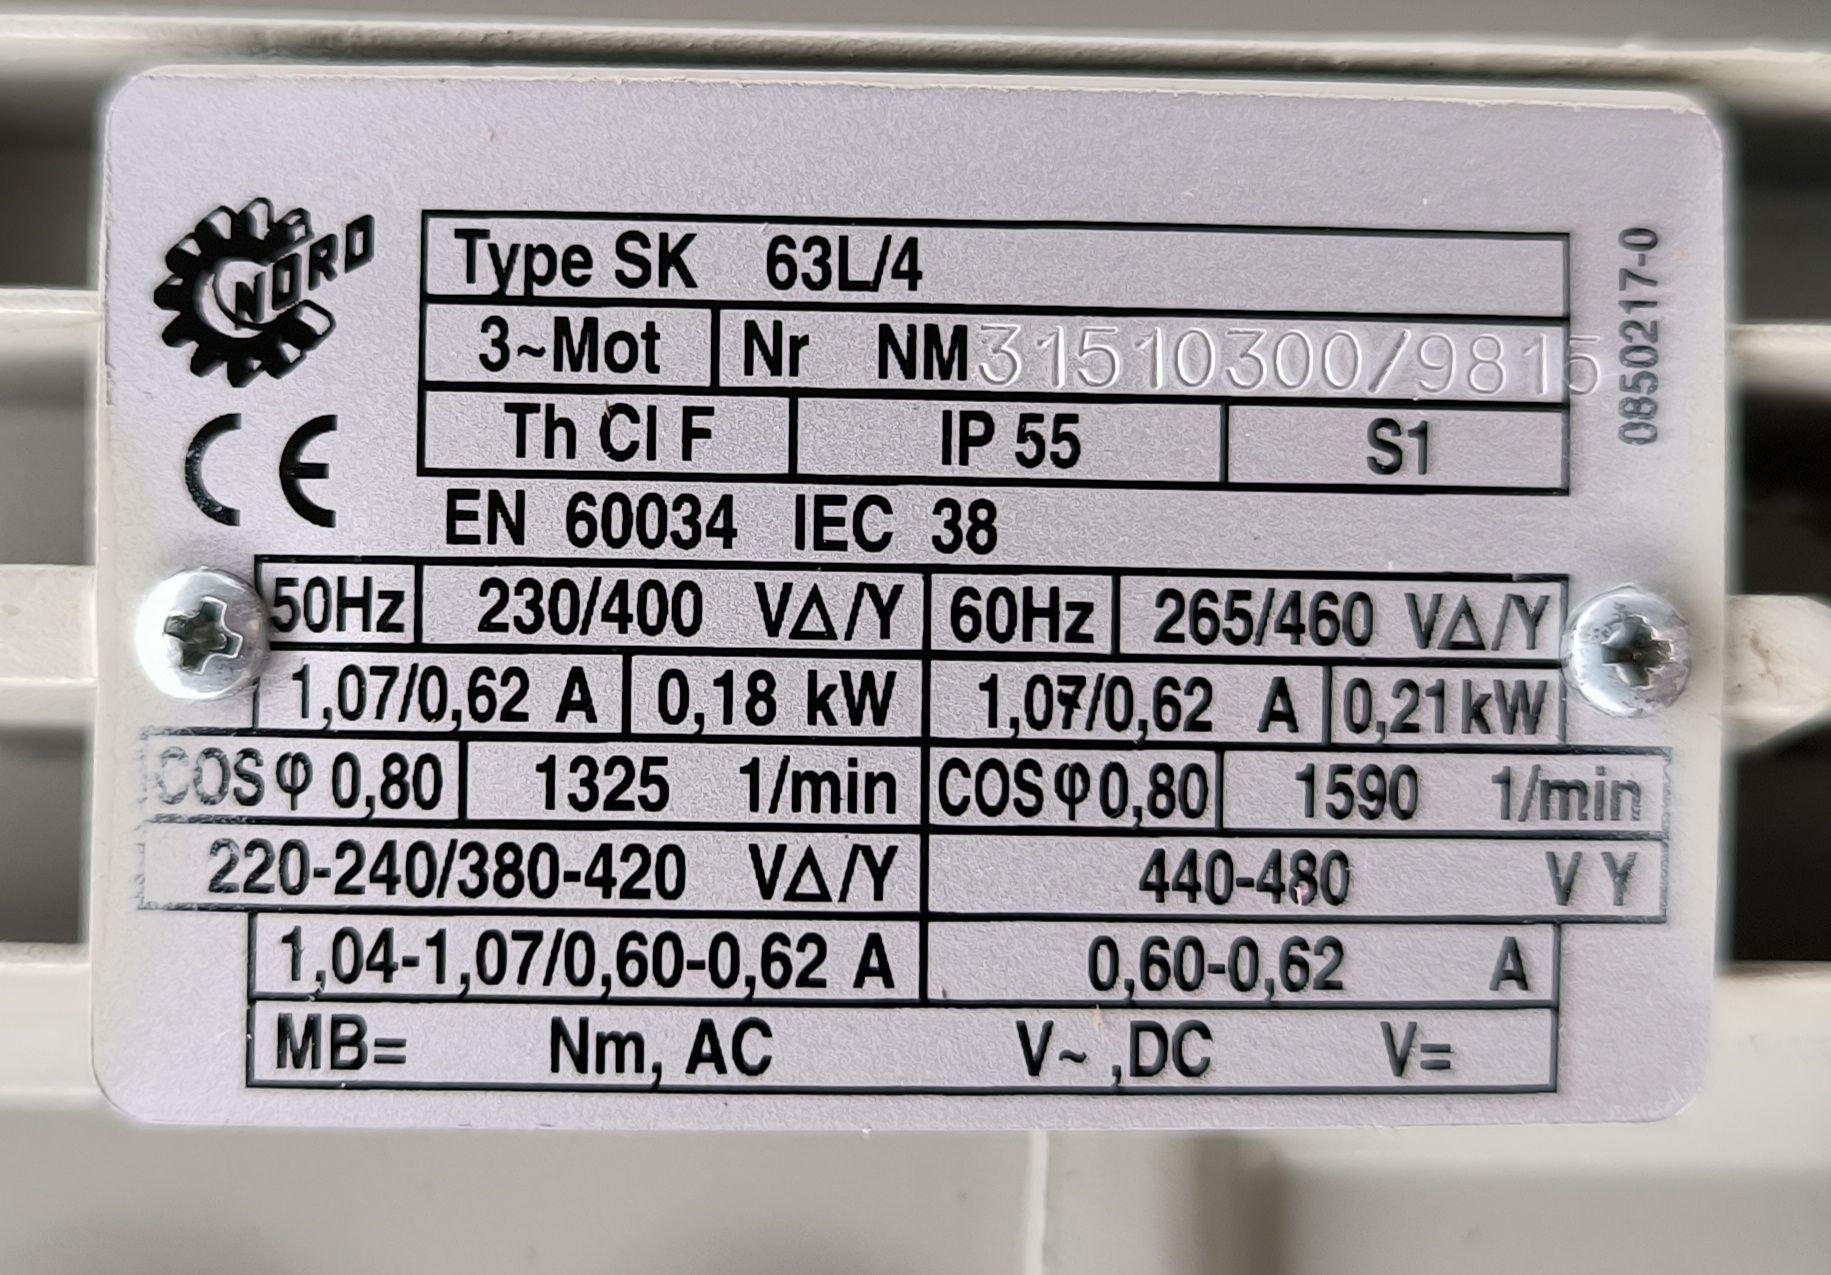 NORD
Type SK 63L/4
3~Mot Nr NM31510300/9815
Th Cl F IP 55 S1
0850217-0
CE
EN 60034 IEC 38
50Hz 230/400 VΔ/Y 60Hz 265/460 VΔ/Y
1,07/0,62 A 0,18 kW 1,07/0,62 A 0,21kW
COS φ 0,80 1325 1/min COS φ 0,80 1590 1/min
220-240/380-420 VΔ/Y 440-480 V Y
1,04-1,07/0,60-0,62 A 0,60-0,62 A
MB= Nm, AC V~ ,DC V=